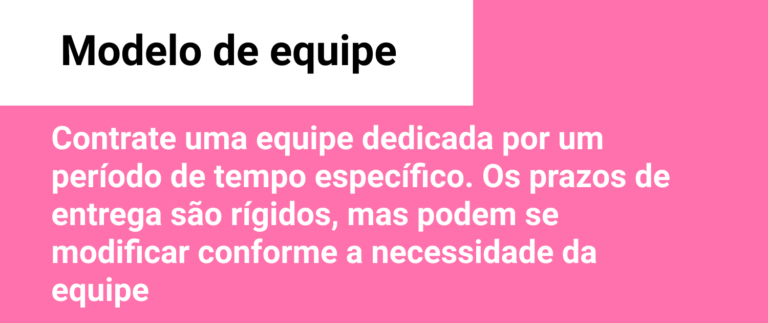 Modelo de equipe
Contrate uma equipe dedicada por um
período de tempo específico. Os prazos de
entrega são rígidos, mas podem se
modificar conforme a necessidade da
equipe